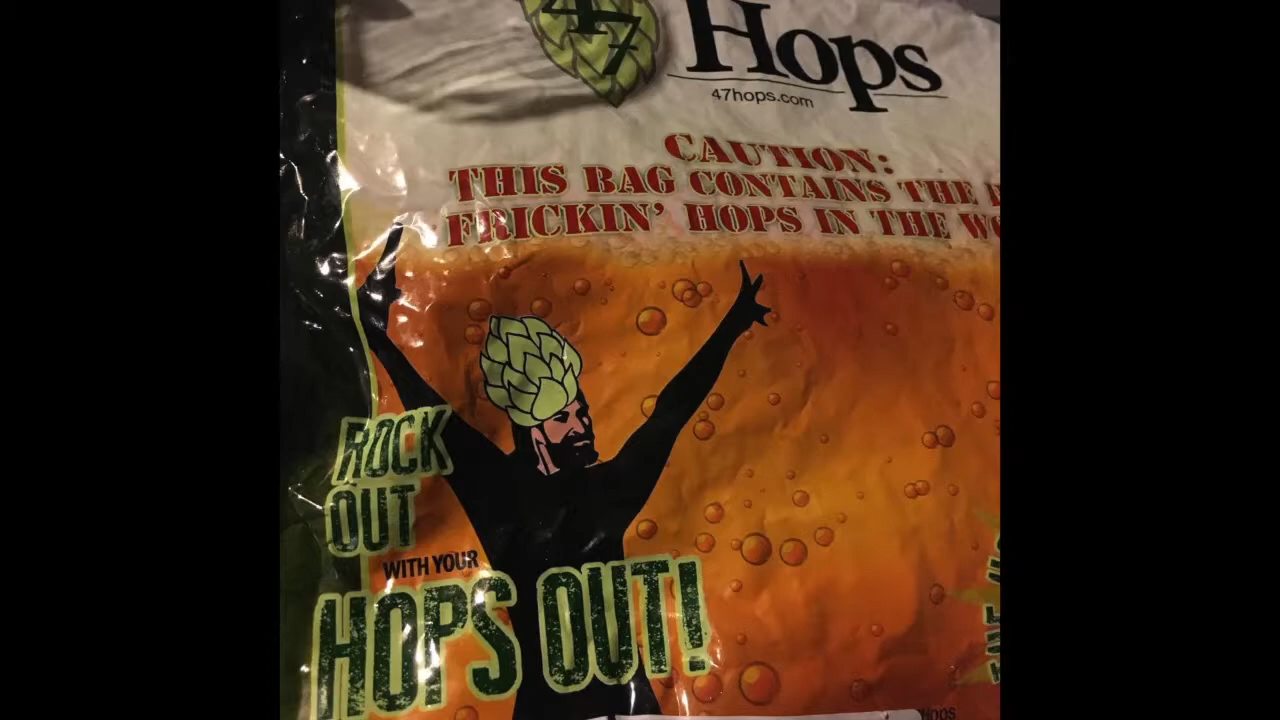 47
Hops
47hops.com
CAUTION:
THIS BAG CONTAINS THE
FRICKIN' HOPS IN THE
ROCK
OUT
WITH YOUR
HOPS OUT!